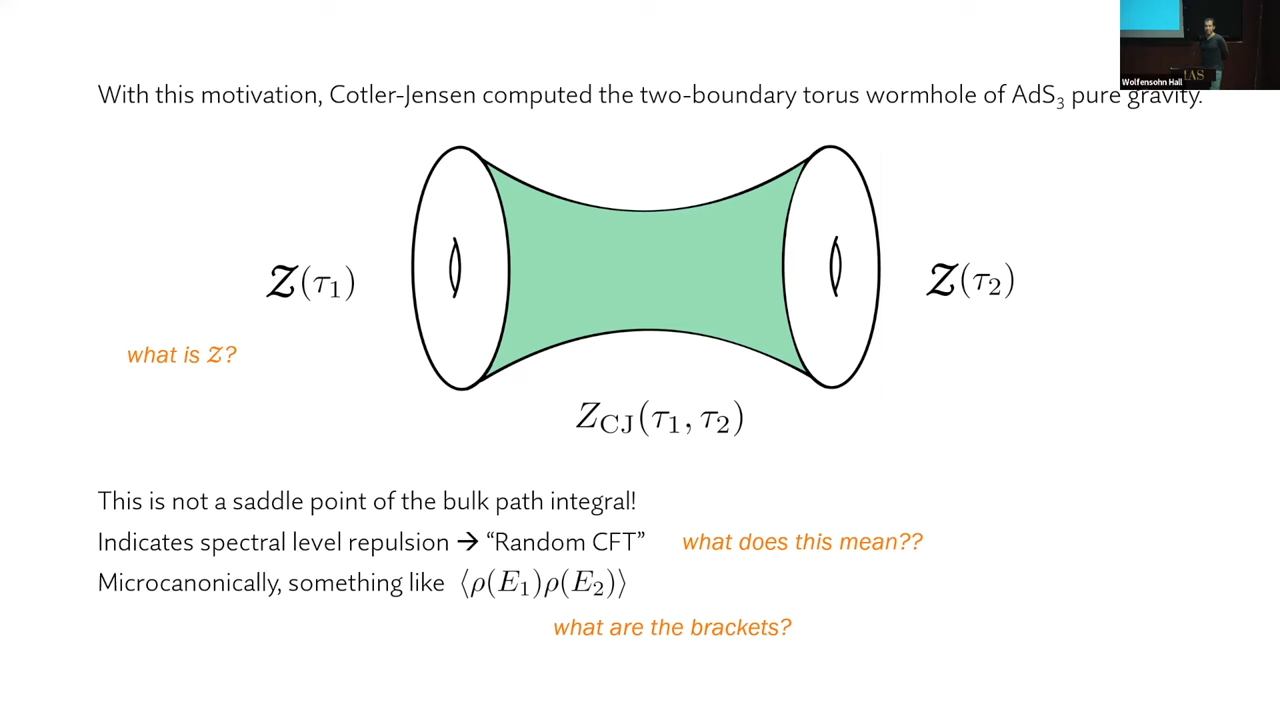 Wolfensohn Hall
IAS
With this motivation, Cotler-Jensen computed the two-boundary torus wormhole of AdS₃ pure gravity.
𝒵(τ₁)
𝒵(τ₂)
what is 𝒵?
Z_CJ(τ₁, τ₂)
This is not a saddle point of the bulk path integral!
Indicates spectral level repulsion → “Random CFT” what does this mean??
Microcanonically, something like ⟨ρ(E₁)ρ(E₂)⟩
what are the brackets?